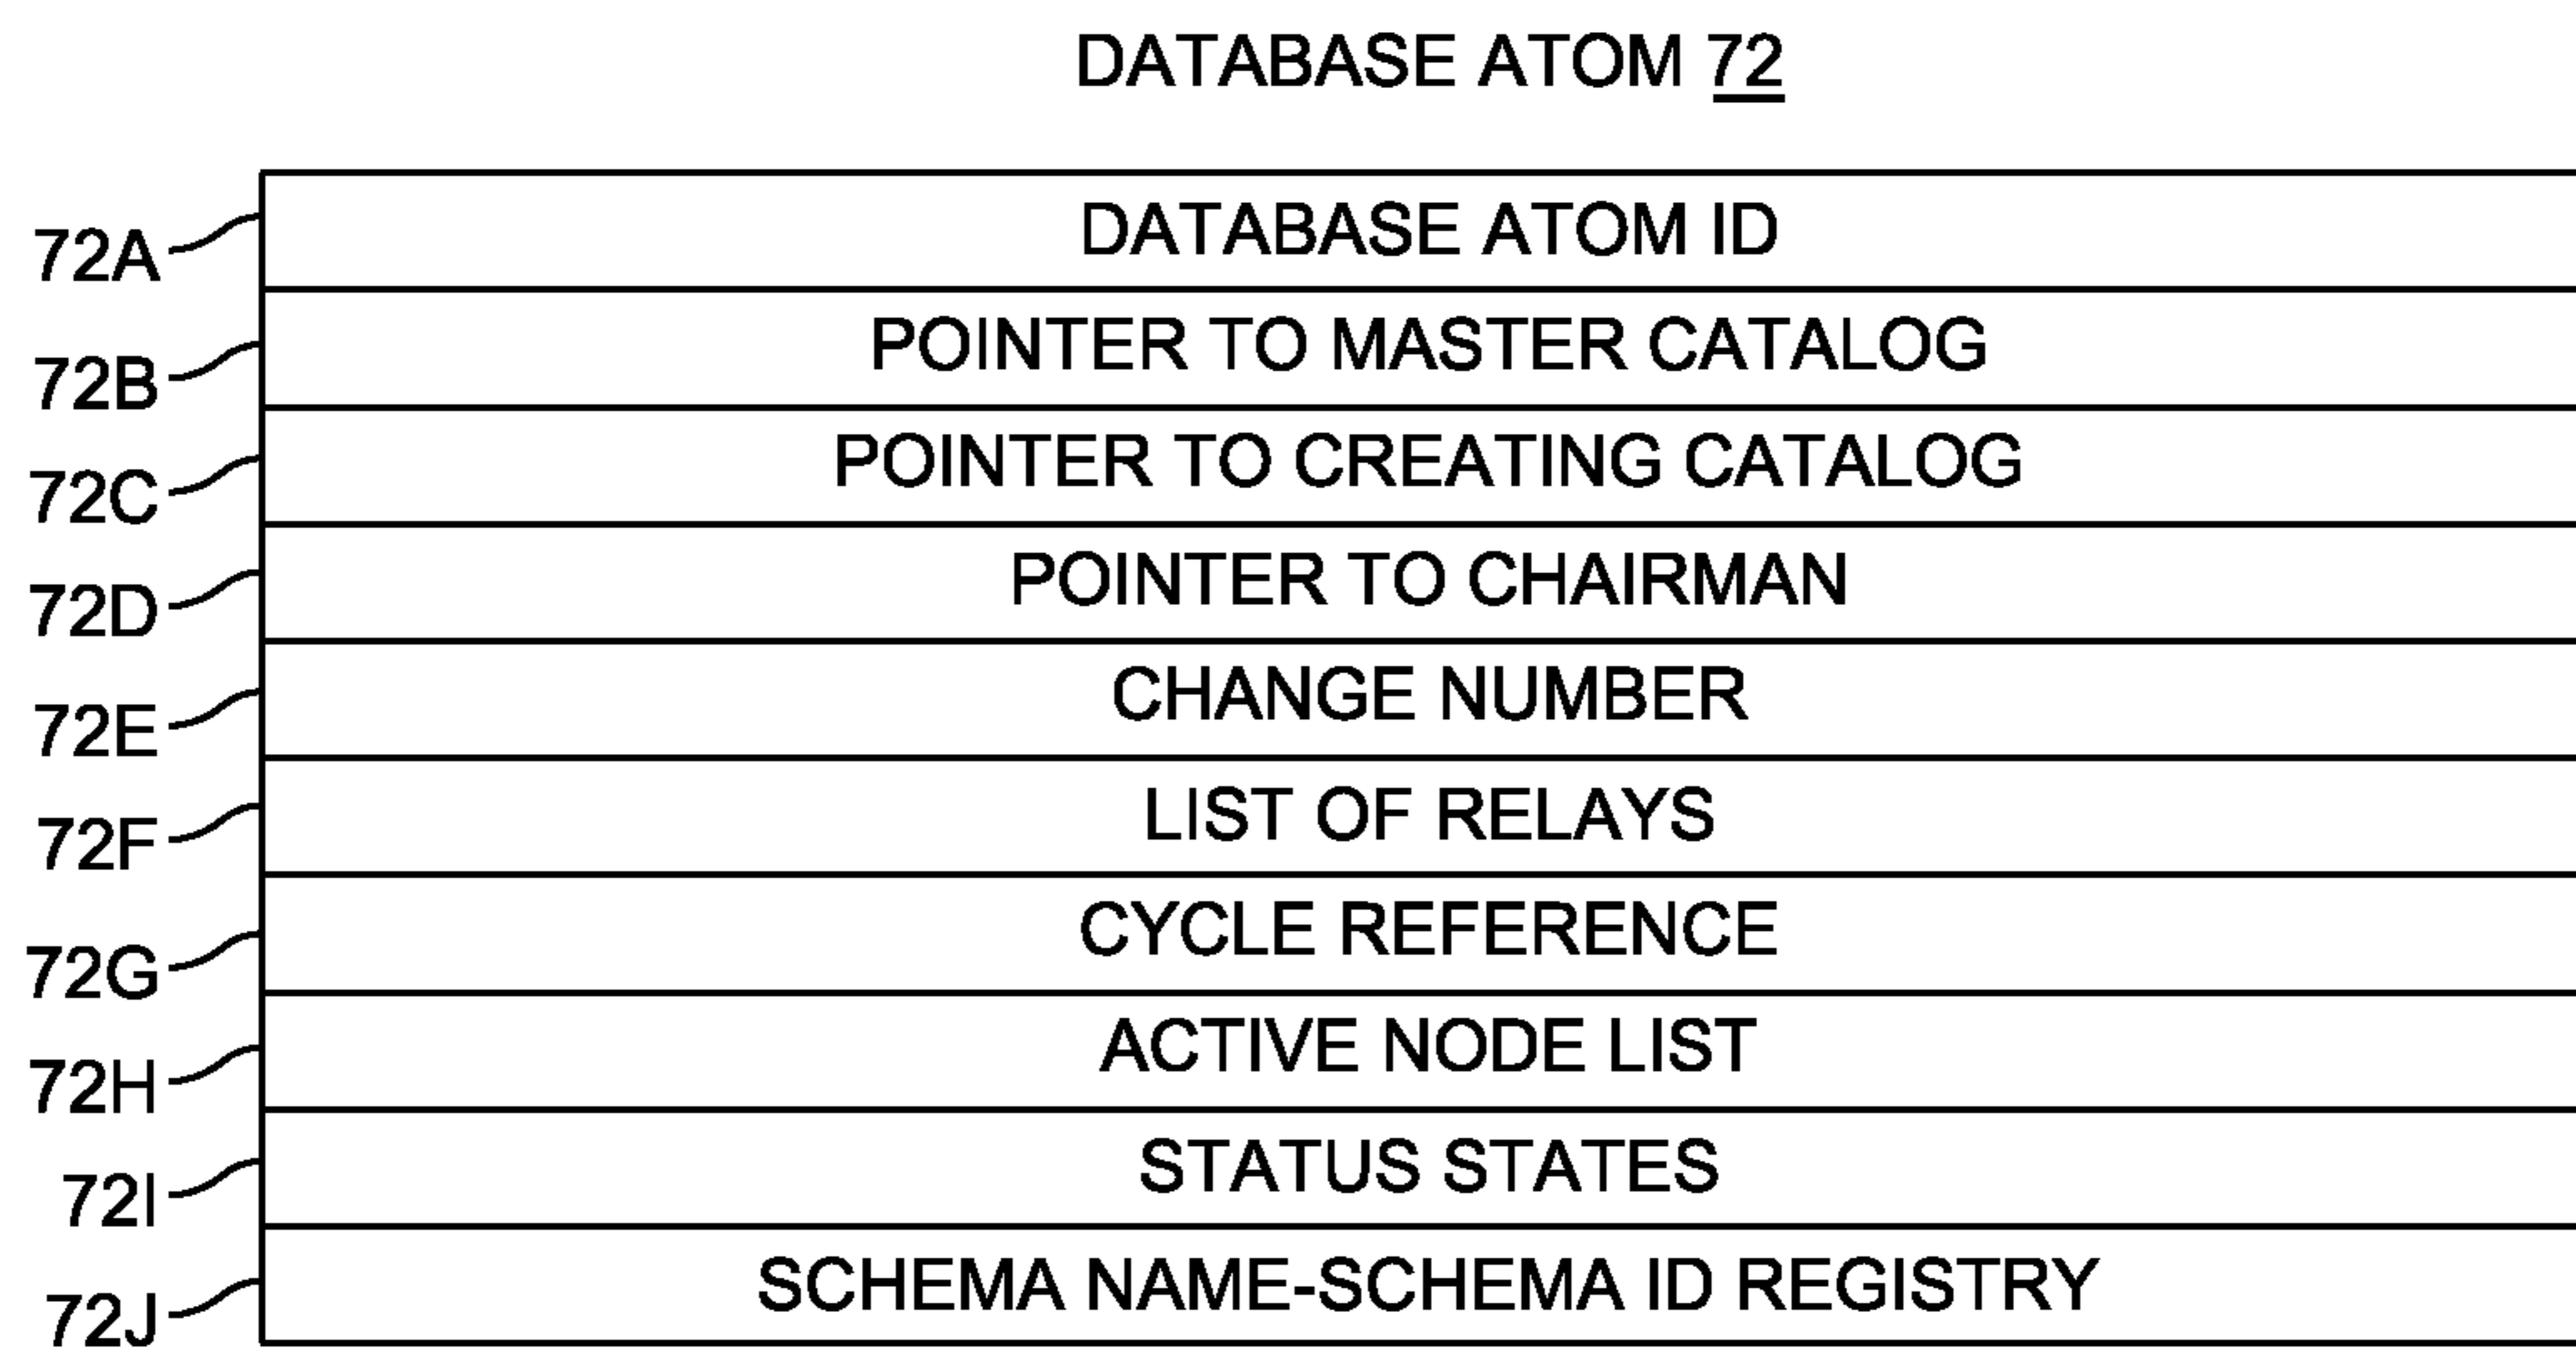 DATABASE ATOM 72
72A DATABASE ATOM ID
72B POINTER TO MASTER CATALOG
72C POINTER TO CREATING CATALOG
72D POINTER TO CHAIRMAN
72E CHANGE NUMBER
72F LIST OF RELAYS
72G CYCLE REFERENCE
72H ACTIVE NODE LIST
72I STATUS STATES
72J SCHEMA NAME-SCHEMA ID REGISTRY